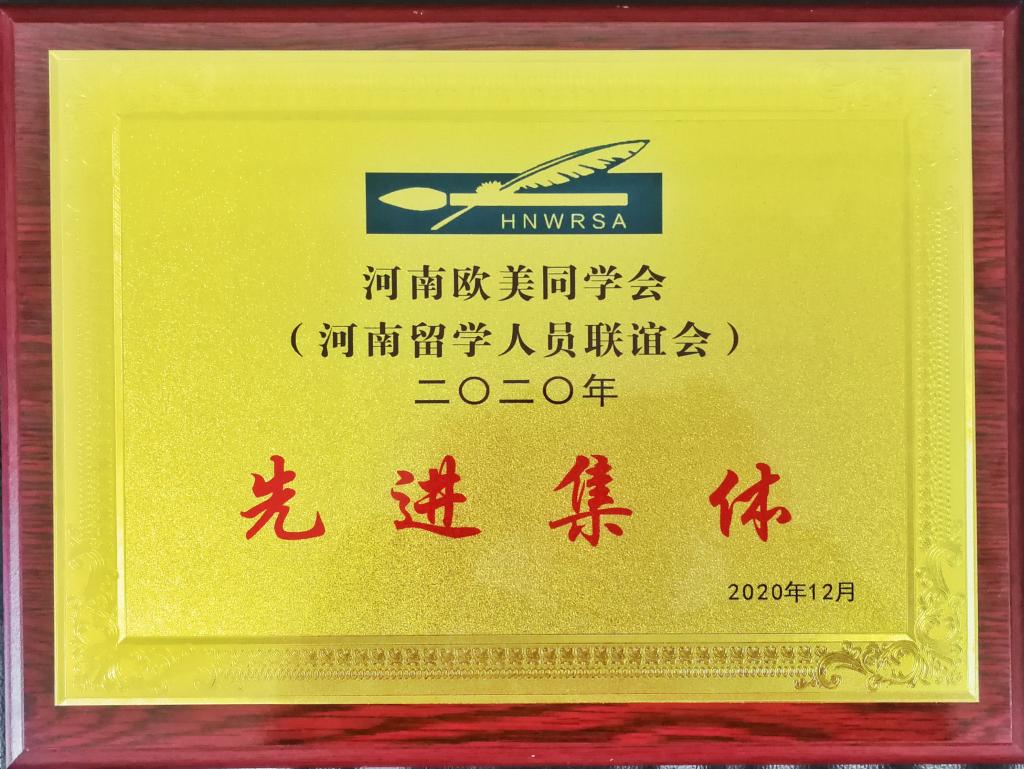 HNWRSA
河南欧美同学会
（河南留学人员联谊会）
二〇二〇年
先进集体
2020年12月